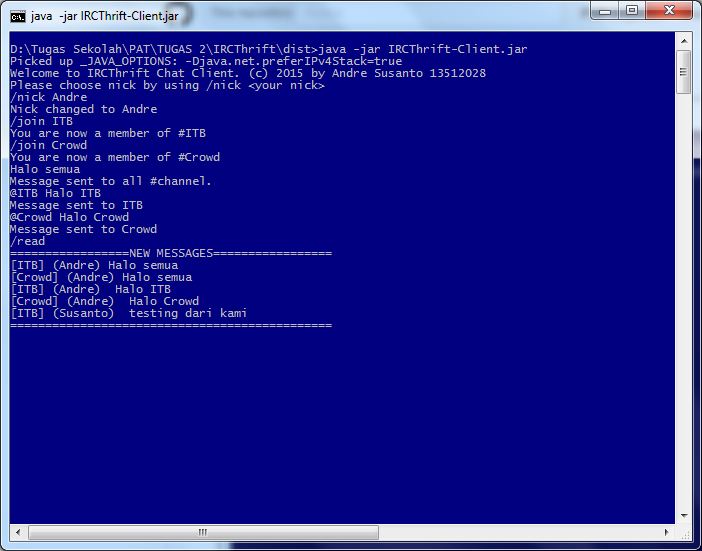 java  -jar IRCThrift-Client.jar
D:\Tugas Sekolah\PAT\TUGAS 2\IRCThrift\dist>java -jar IRCThrift-Client.jar
Picked up _JAVA_OPTIONS: -Djava.net.preferIPv4Stack=true
Welcome to IRCThrift Chat Client. (c) 2015 by Andre Susanto 13512028
Please choose nick by using /nick <your nick>
/nick Andre
Nick changed to Andre
/join ITB
You are now a member of #ITB
/join Crowd
You are now a member of #Crowd
Halo semua
Message sent to all #channel.
@ITB Halo ITB
Message sent to ITB
@Crowd Halo Crowd
Message sent to Crowd
/read
=================NEW MESSAGES=================
[ITB] (Andre) Halo semua
[Crowd] (Andre) Halo semua
[ITB] (Andre)  Halo ITB
[Crowd] (Andre)  Halo Crowd
[ITB] (Susanto)  testing dari kami
==============================================